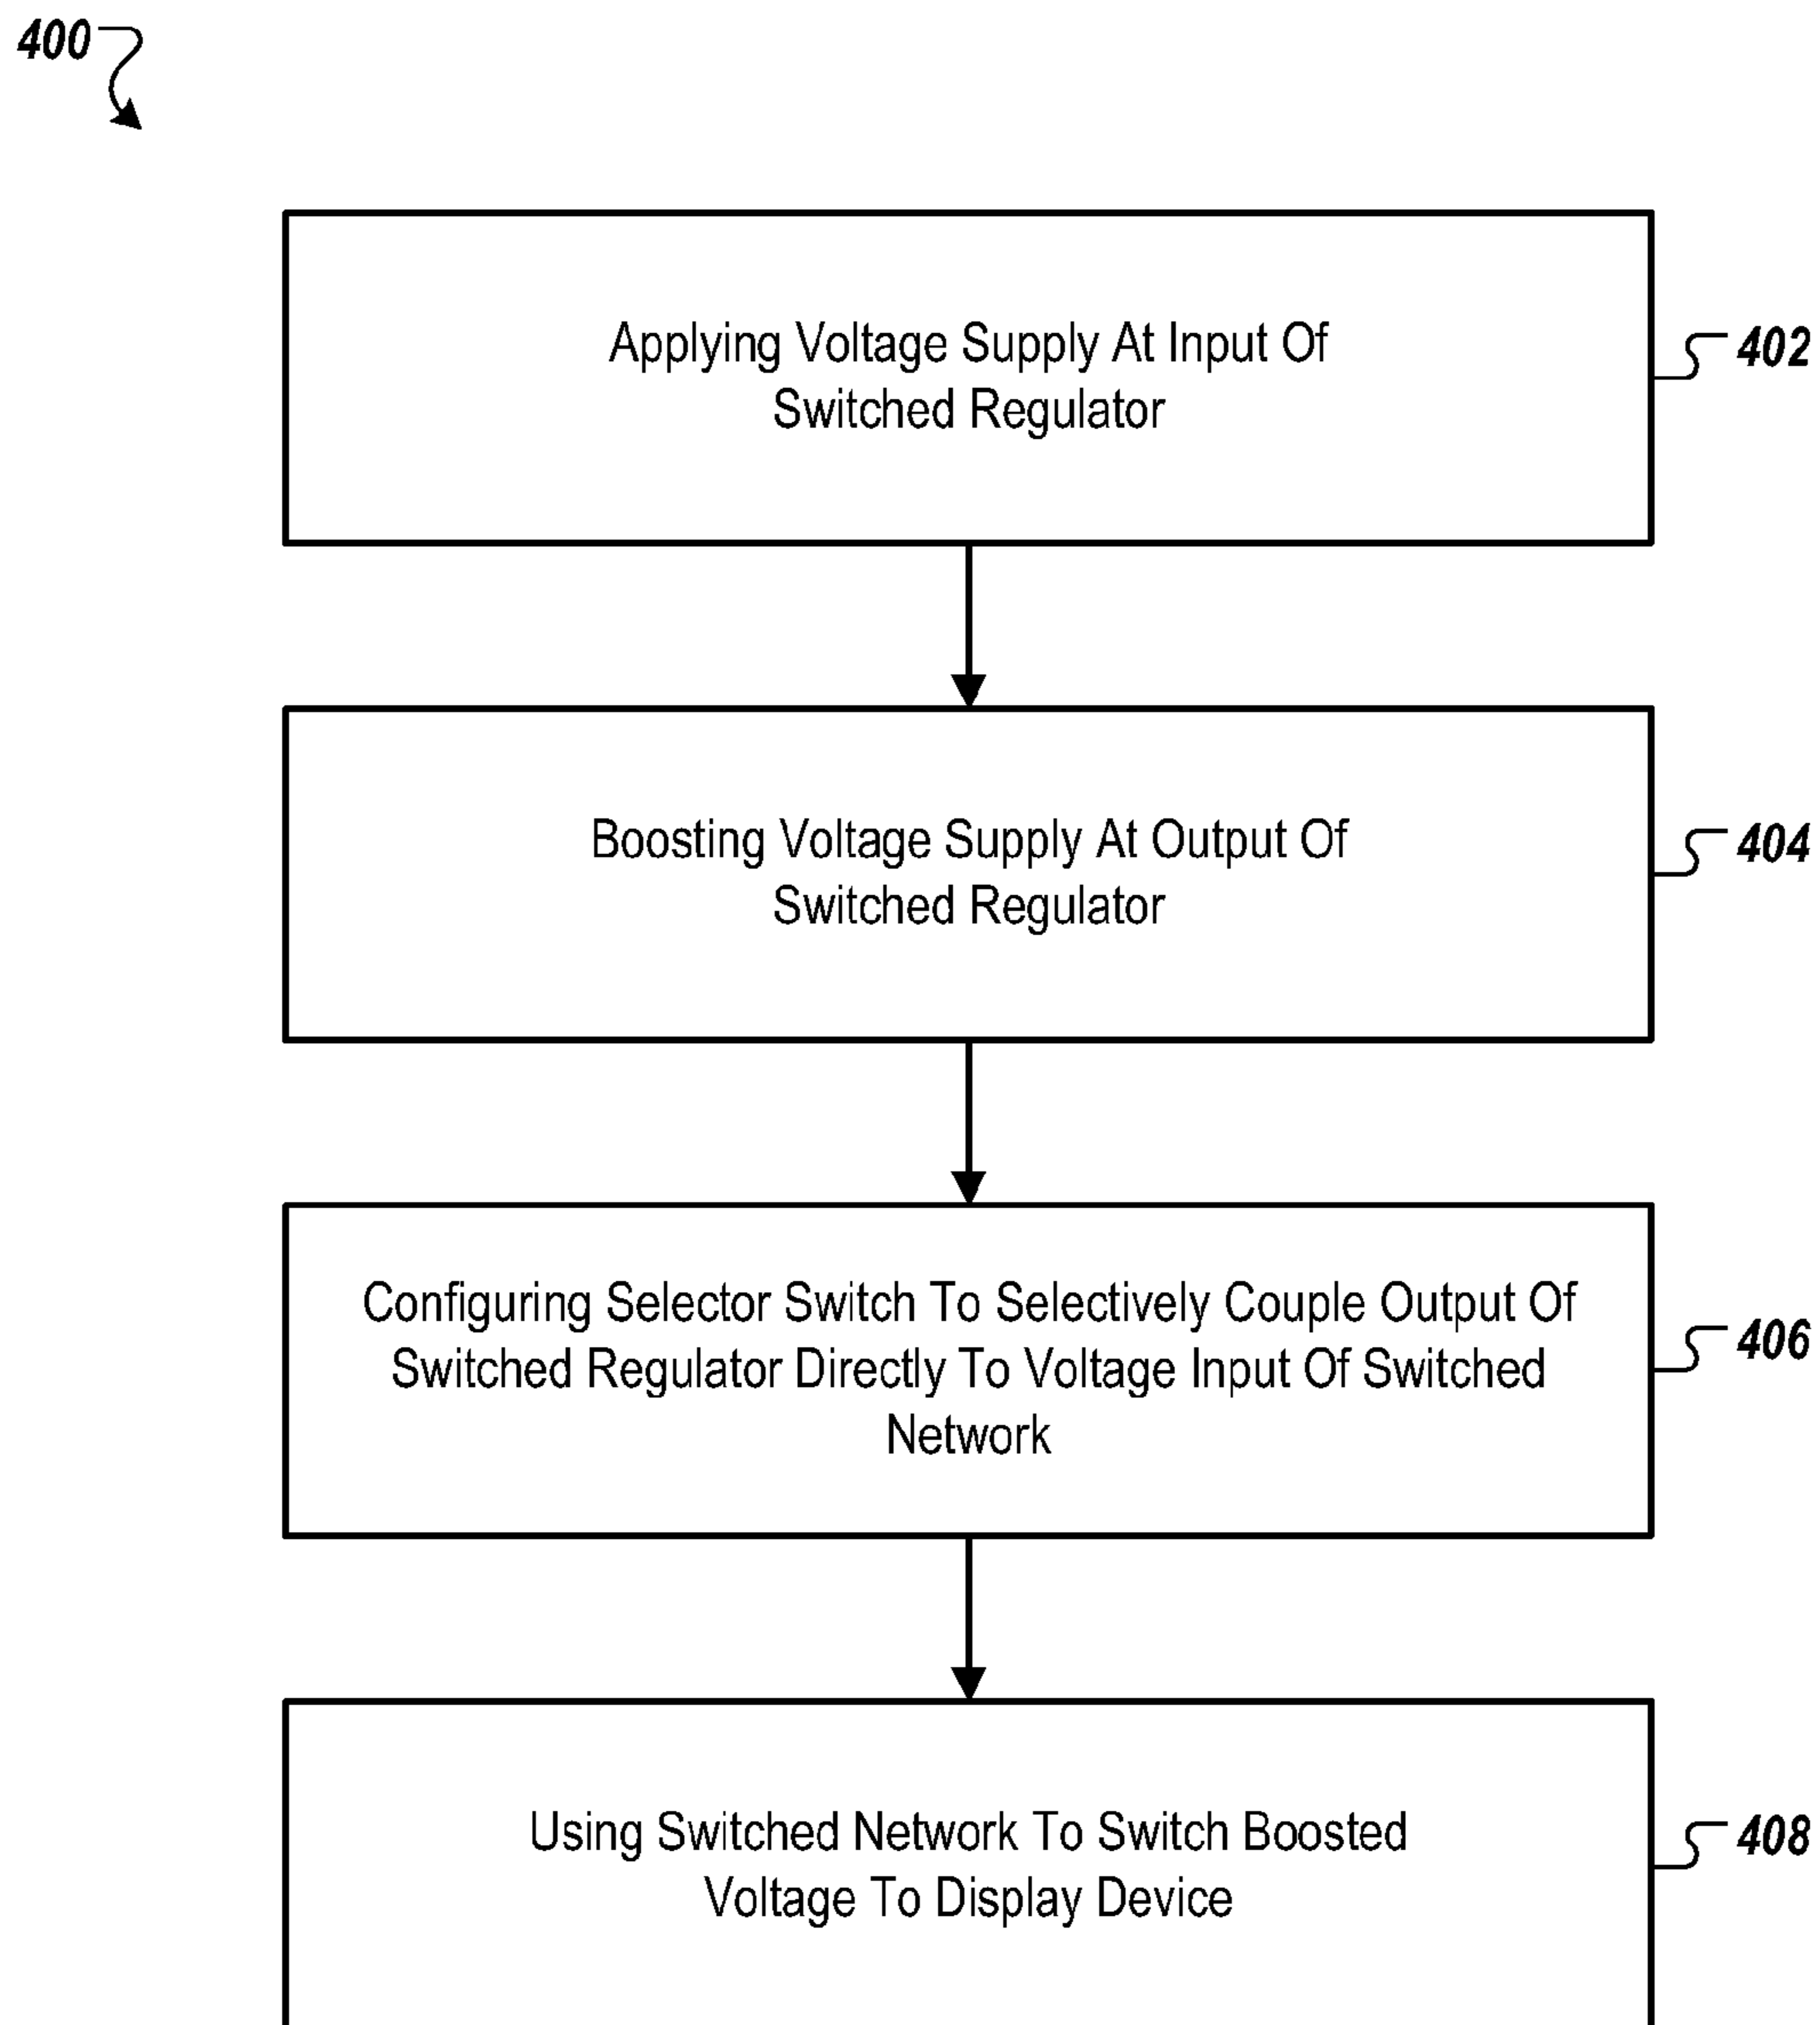 400
Applying Voltage Supply At Input Of
Switched Regulator
402
Boosting Voltage Supply At Output Of
Switched Regulator
404
Configuring Selector Switch To Selectively Couple Output Of
Switched Regulator Directly To Voltage Input Of Switched
Network
406
Using Switched Network To Switch Boosted
Voltage To Display Device
408